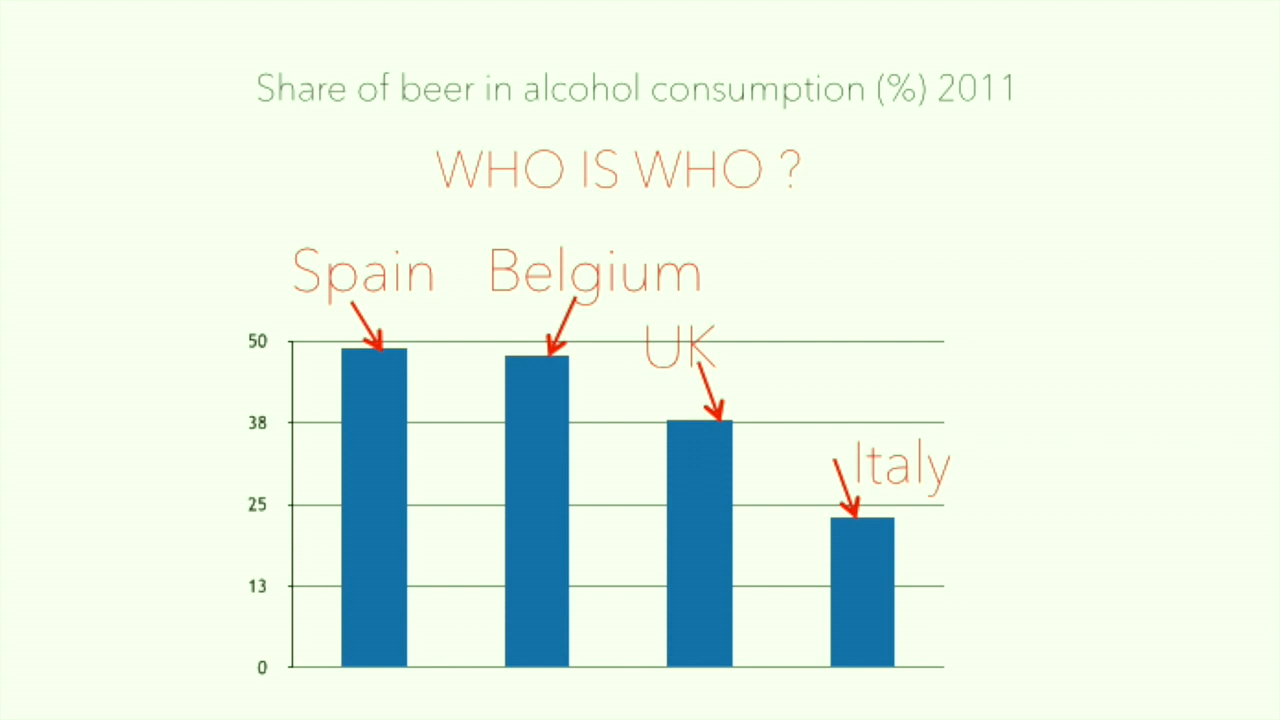 Share of beer in alcohol consumption (%) 2011
WHO IS WHO ?
Spain
Belgium
UK
Italy
50
38
25
13
0